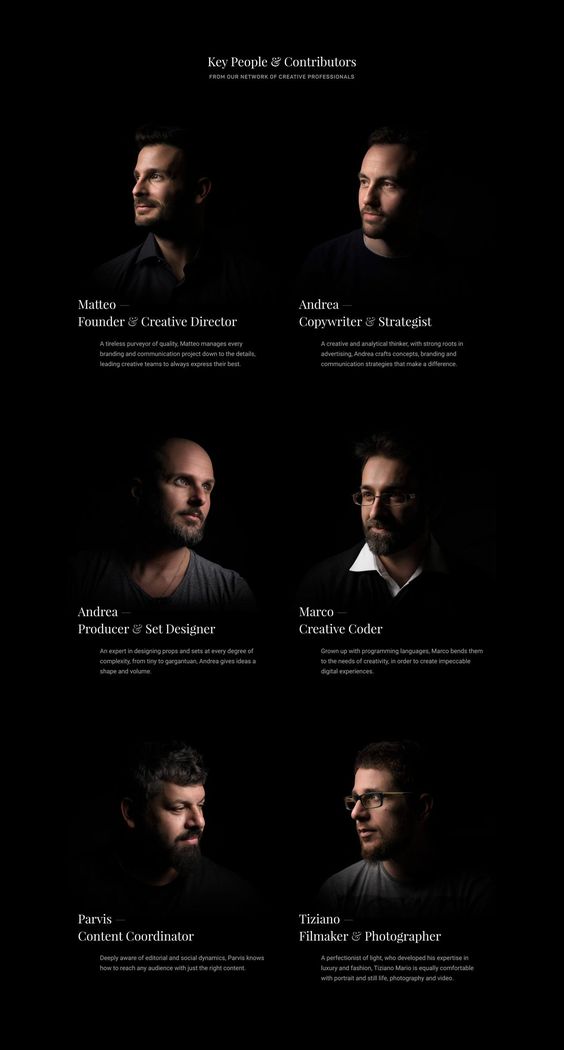 Key People & Contributors
FROM OUR NETWORK OF CREATIVE PROFESSIONALS
Matteo —
Founder & Creative Director
A tireless purveyor of quality, Matteo manages every
branding and communication project down to the details,
leading creative teams to always express their best.
Andrea —
Copywriter & Strategist
A creative and analytical thinker, with strong roots in
advertising, Andrea crafts concepts, branding and
communication strategies that make a difference.
Andrea —
Producer & Set Designer
An expert in designing props and sets at every degree of
complexity, from tiny to gargantuan, Andrea gives ideas a
shape and volume.
Marco —
Creative Coder
Grown up with programming languages, Marco bends them
to the needs of creativity, in order to create impeccable
digital experiences.
Parvis —
Content Coordinator
Deeply aware of editorial and social dynamics, Parvis knows
how to reach any audience with just the right content.
Tiziano —
Filmaker & Photographer
A perfectionist of light, who developed his expertise in
luxury and fashion, Tiziano Mario is equally comfortable
with portrait and still life, photography and video.